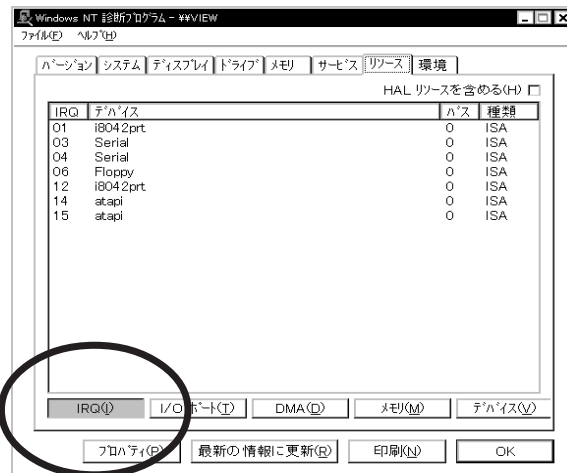 Windows NT 診断プログラム - ¥¥VIEW
ファイル(F) ヘルプ(H)
バージョン システム ディスプレイ ドライブ メモリ サービス リソース 環境
HAL リソースを含める(H)
IRQ デバイス バス 種類
01 i8042prt 0 ISA
03 Serial 0 ISA
04 Serial 0 ISA
06 Floppy 0 ISA
12 i8042prt 0 ISA
14 atapi 0 ISA
15 atapi 0 ISA
IRQ(I) I/O ポート(T) DMA(D) メモリ(M) デバイス(V)
プロパティ(P) 最新の情報に更新(R) 印刷(N) OK